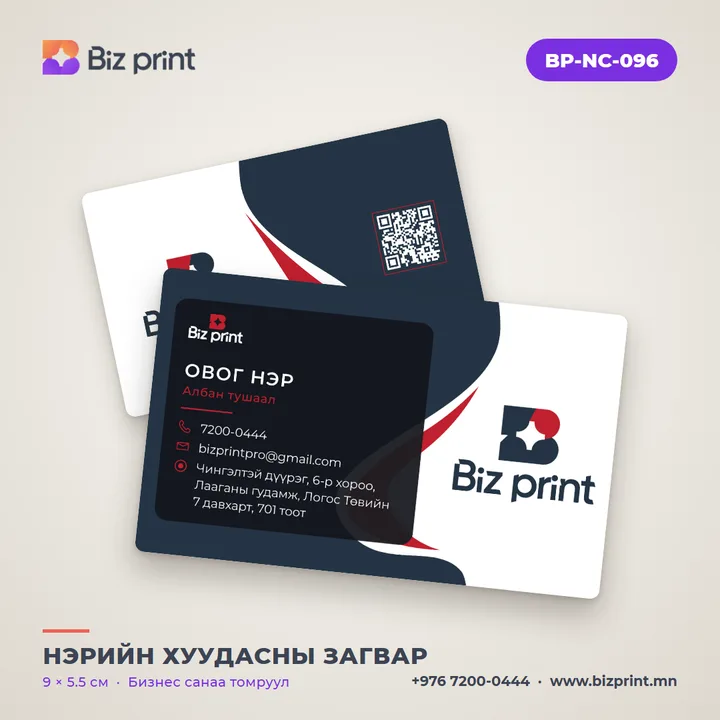 Biz print
BP-NC-096
Biz print
ОВОГ НЭР
Албан тушаал
7200-0444
bizprintpro@gmail.com
Чингэлтэй дүүрэг, 6-р хороо,
Лааганы гудамж, Логос Төвийн
7 давхарт, 701 тоот
Biz print
НЭРИЙН ХУУДАСНЫ ЗАГВАР
9 × 5.5 см · Бизнес санаа томруул
+976 7200-0444 · www.bizprint.mn